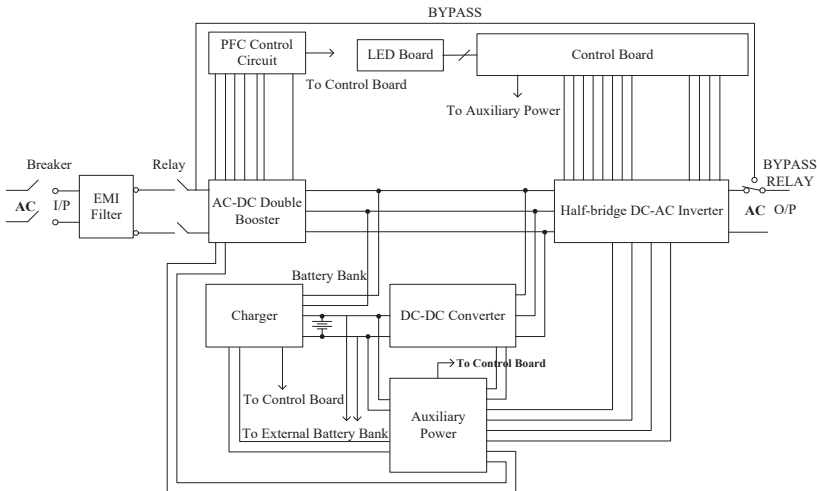 BYPASS
PFC Control
Circuit
LED Board
Control Board
To Control Board
To Auxiliary Power
Breaker
Relay
BYPASS
RELAY
AC I/P
EMI
Filter
AC-DC Double
Booster
Half-bridge DC-AC Inverter
AC O/P
Battery Bank
Charger
DC-DC Converter
To Control Board
To Control Board
Auxiliary
Power
To External Battery Bank